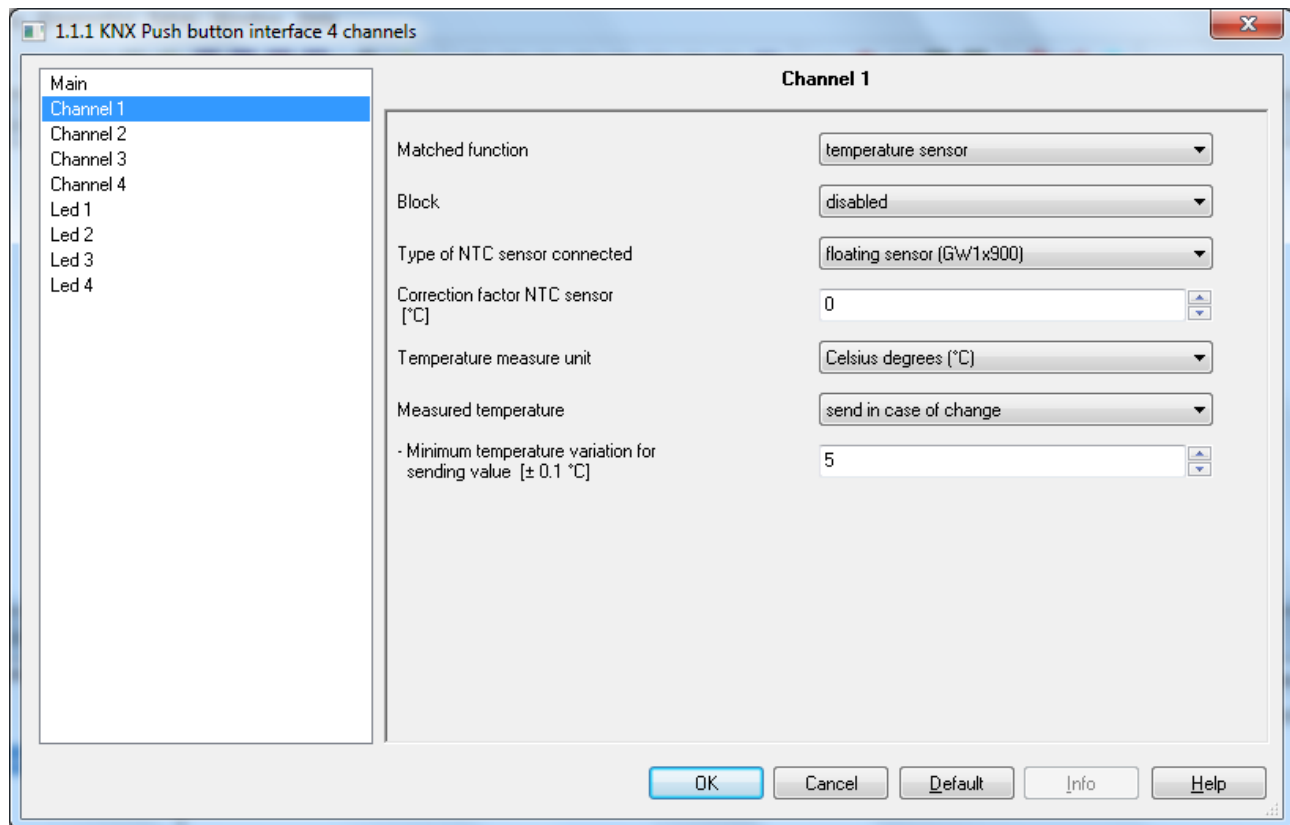 1.1.1 KNX Push button interface 4 channels
Main
Channel 1
Channel 2
Channel 3
Channel 4
Led 1
Led 2
Led 3
Led 4
Channel 1
Matched function
temperature sensor
Block
disabled
Type of NTC sensor connected
floating sensor (GW1x900)
Correction factor NTC sensor
[°C]
0
Temperature measure unit
Celsius degrees (°C)
Measured temperature
send in case of change
- Minimum temperature variation for
sending value [± 0.1 °C]
5
OK
Cancel
Default
Info
Help